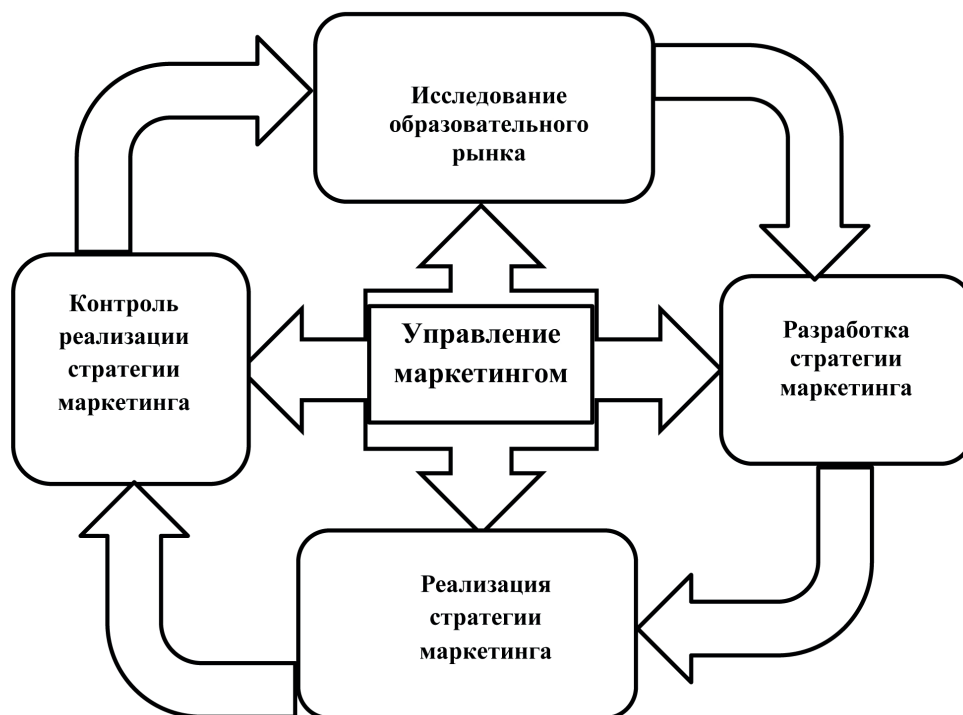 Исследование
образовательного
рынка
Контроль
реализации
стратегии
маркетинга
Управление
маркетингом
Разработка
стратегии
маркетинга
Реализация
стратегии
маркетинга